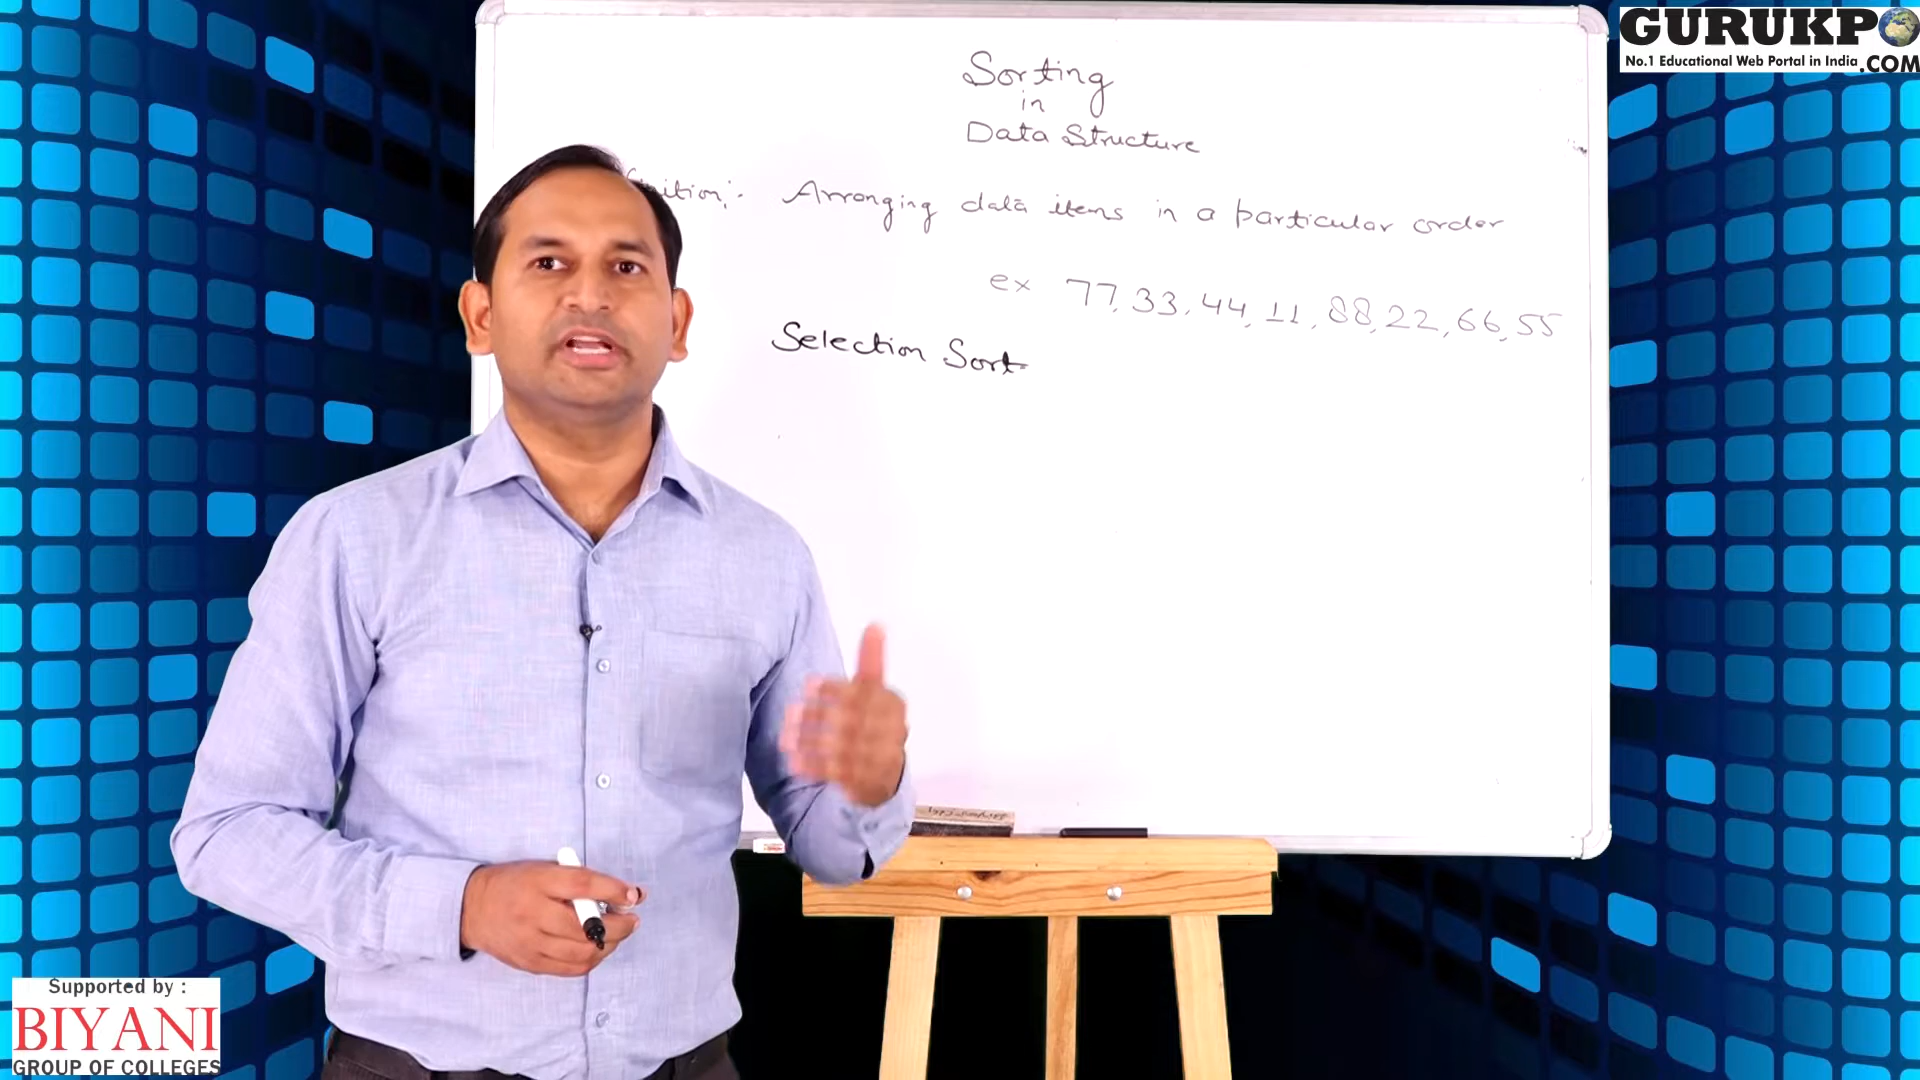 GURUKPO
No.1 Educational Web Portal in India .COM
Sorting
in
Data Structure
Arranging data items in a particular order
ex 77, 33, 44, 11, 88, 22, 66, 55
Selection Sort
Supported by :
BIYANI
GROUP OF COLLEGES